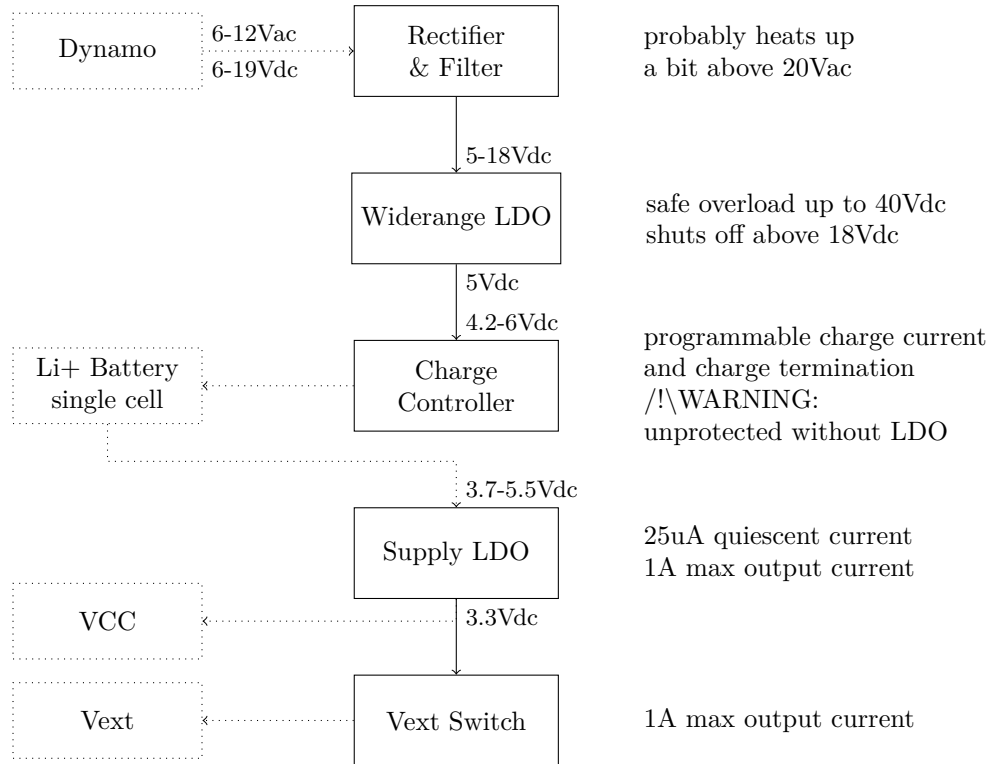 Dynamo
6-12Vac
6-19Vdc
Rectifier
& Filter
probably heats up
a bit above 20Vac
5-18Vdc
Widerange LDO
safe overload up to 40Vdc
shuts off above 18Vdc
5Vdc
4.2-6Vdc
Li+ Battery
single cell
Charge
Controller
programmable charge current
and charge termination
/!\WARNING:
unprotected without LDO
3.7-5.5Vdc
Supply LDO
25uA quiescent current
1A max output current
VCC
3.3Vdc
Vext
Vext Switch
1A max output current